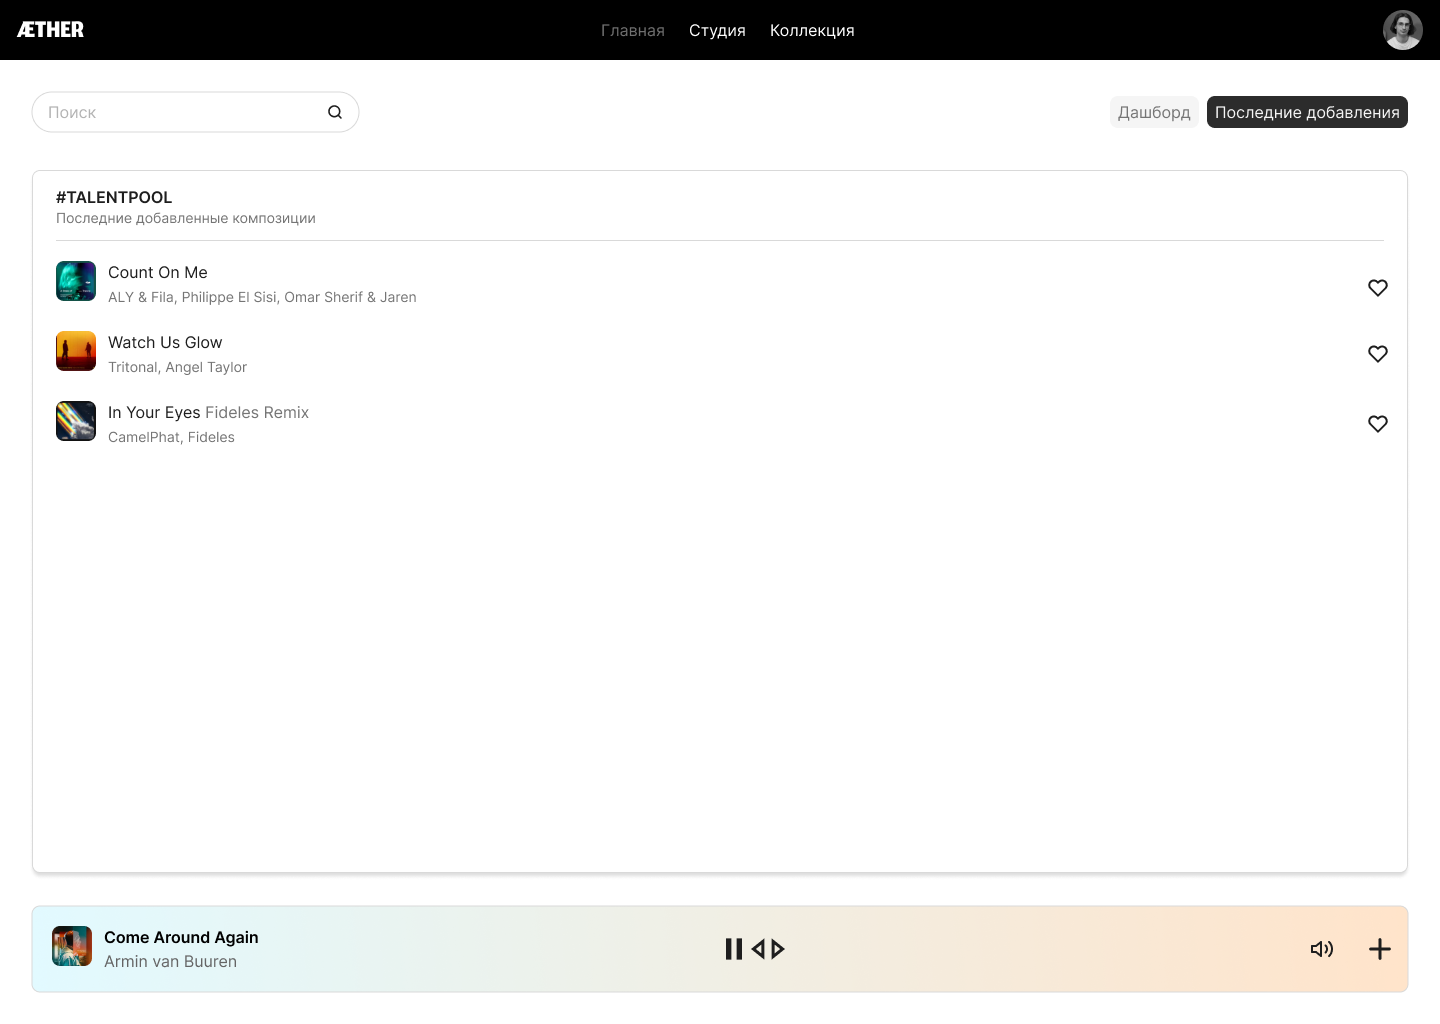 ÆTHER
Главная Студия Коллекция
Поиск
Дашборд Последние добавления
#TALENTPOOL
Последние добавленные композиции
Count On Me
ALY & Fila, Philippe El Sisi, Omar Sherif & Jaren
Watch Us Glow
Tritonal, Angel Taylor
In Your Eyes Fideles Remix
CamelPhat, Fideles
Come Around Again
Armin van Buuren